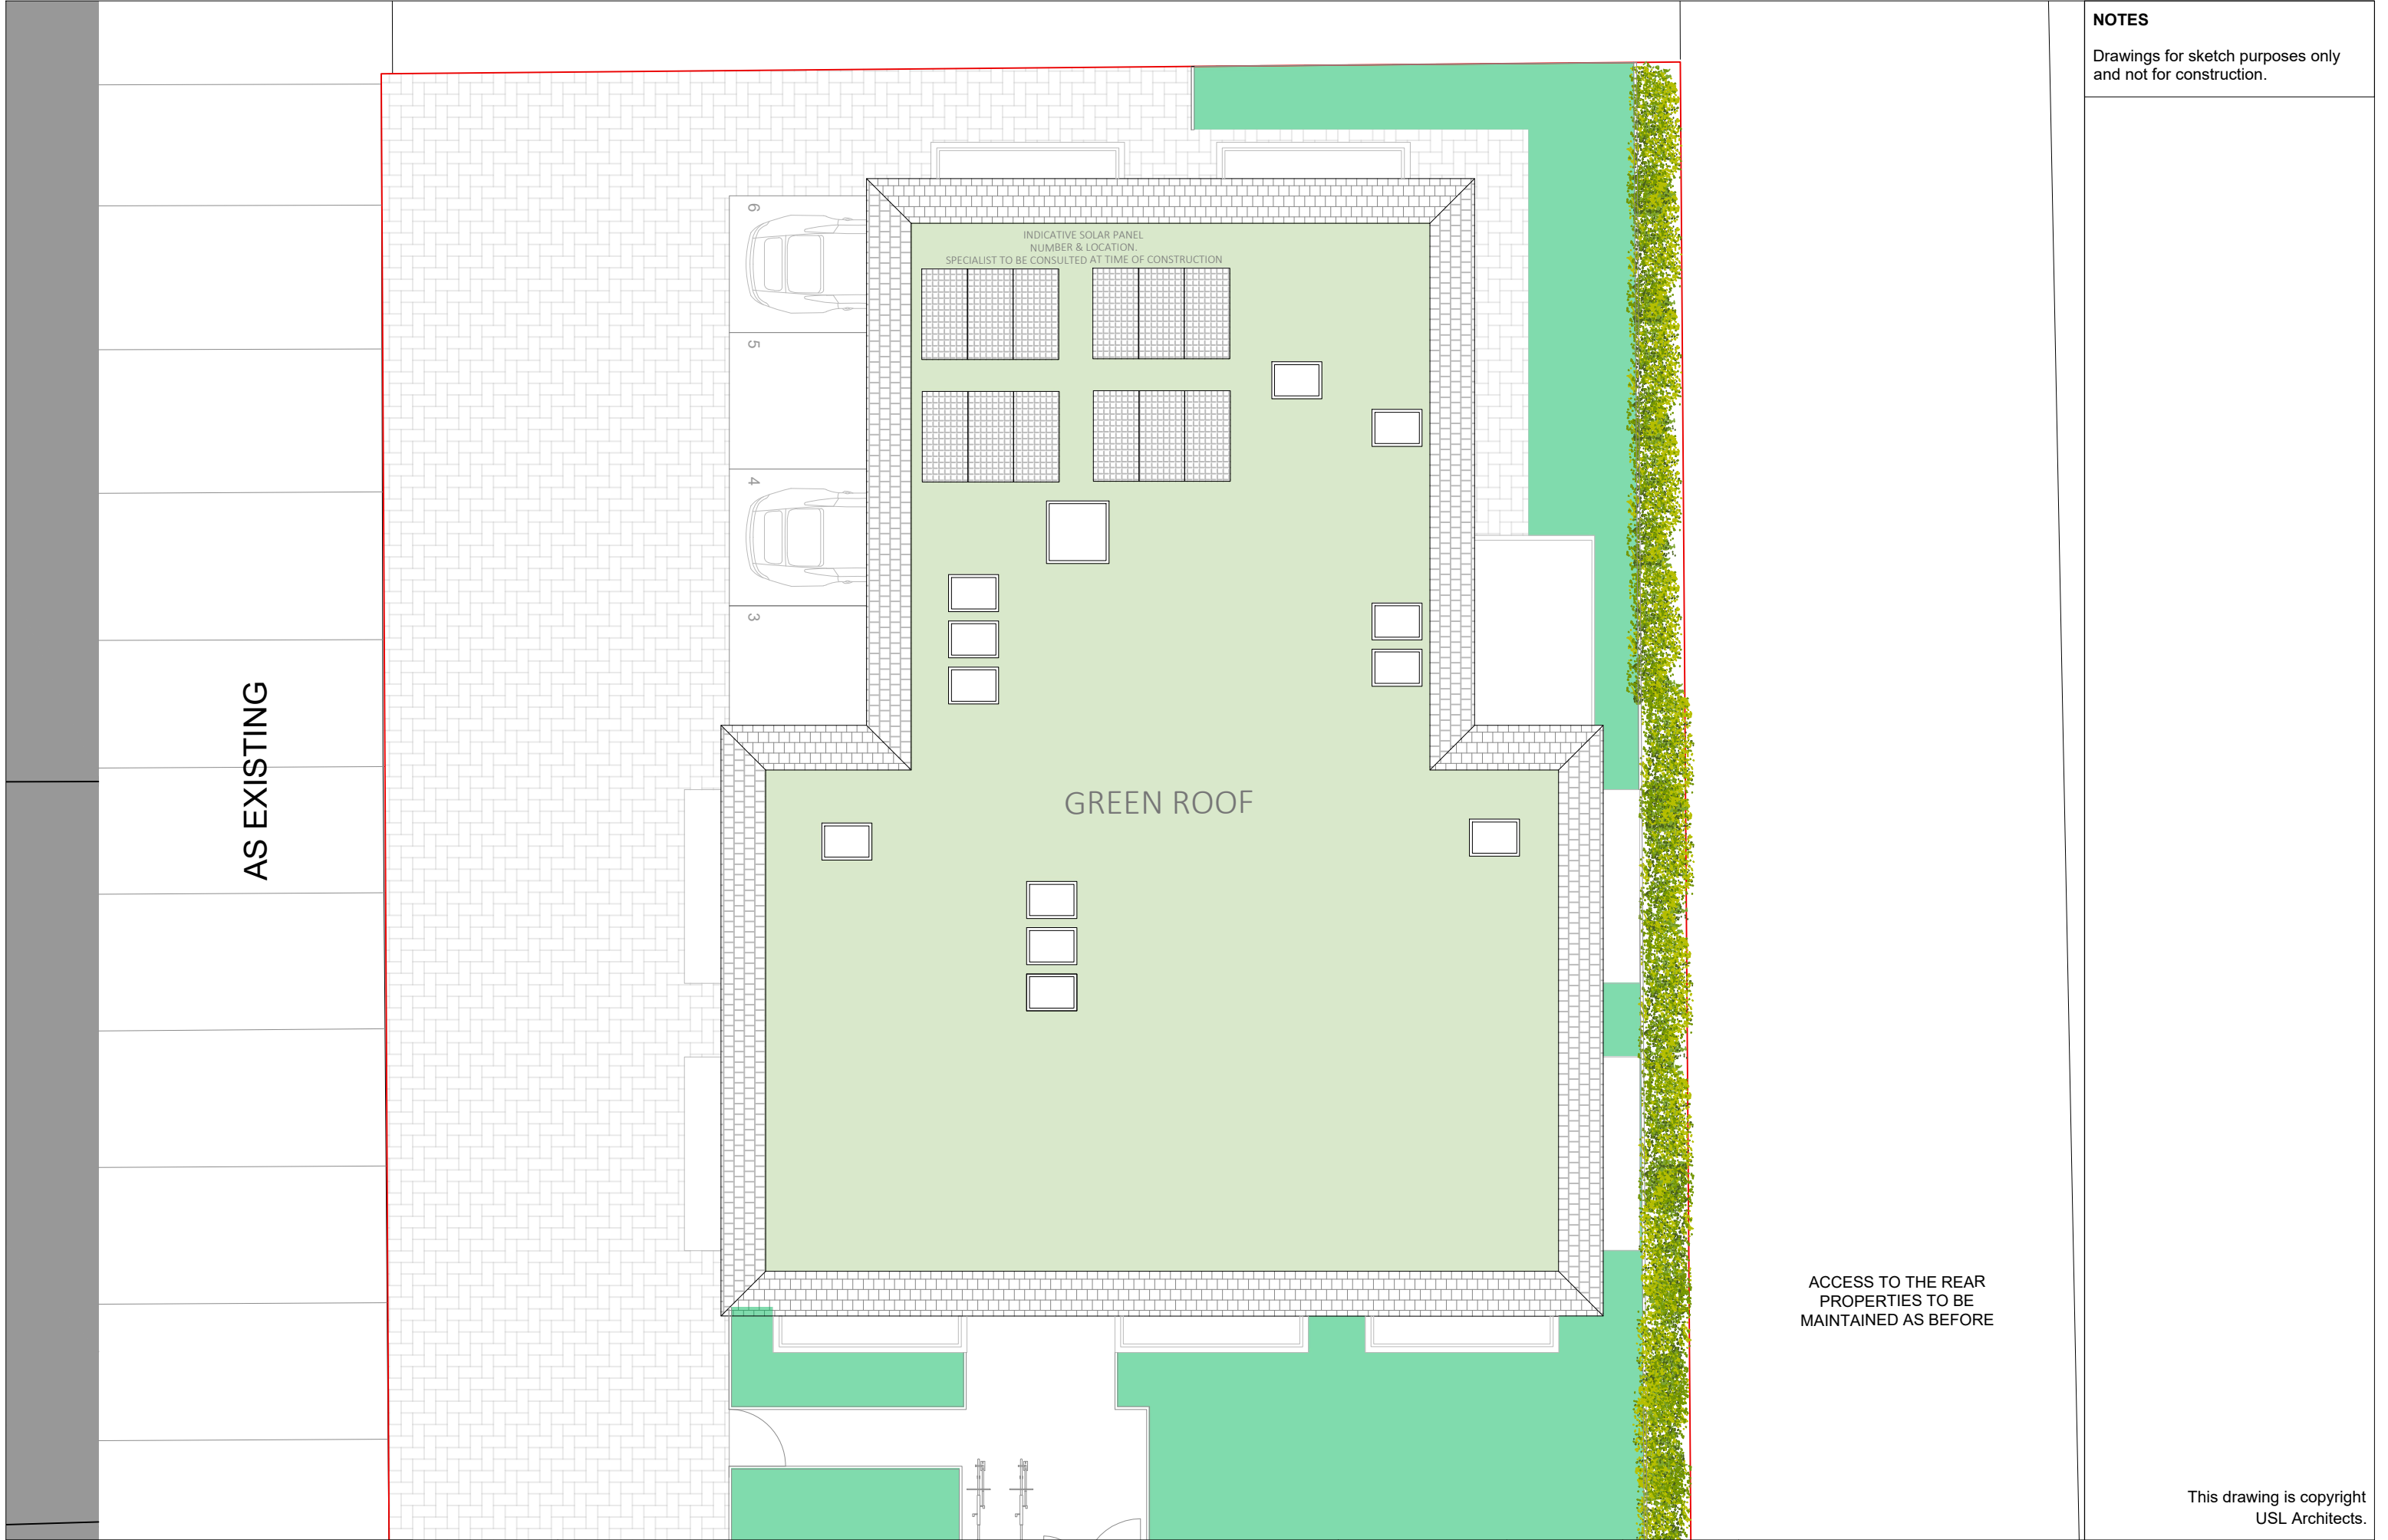 NOTES
Drawings for sketch purposes only
and not for construction.
6
INDICATIVE SOLAR PANEL
NUMBER & LOCATION.
SPECIALIST TO BE CONSULTED AT TIME OF CONSTRUCTION
5
4
3
AS EXISTING
GREEN ROOF
ACCESS TO THE REAR
PROPERTIES TO BE
MAINTAINED AS BEFORE
This drawing is copyright
USL Architects.